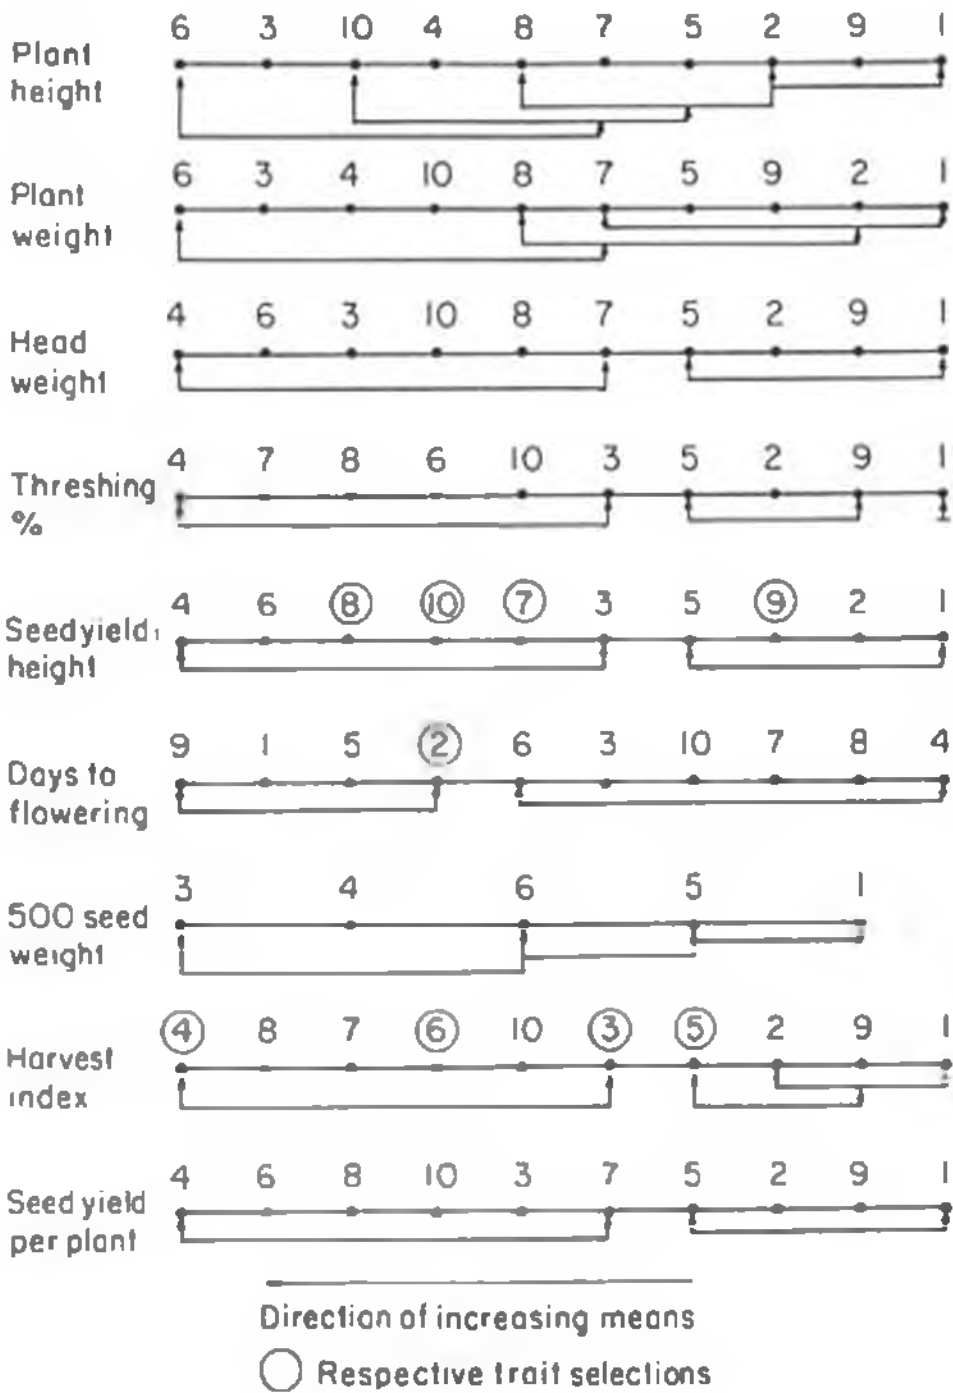 6 3 10 4 8 7 5 2 9 1
Plant
height
6 3 4 10 8 7 5 9 2 1
Plant
weight
4 6 3 10 8 7 5 2 9 1
Head
weight
4 7 8 6 10 3 5 2 9 1
Threshing
%
4 6 8 10 7 3 5 9 2 1
Seed yield
height
9 1 5 2 6 3 10 7 8 4
Days to
flowering
3 4 6 5 1
500 seed
weight
4 8 7 6 10 3 5 2 9 1
Harvest
index
4 6 8 10 3 7 5 2 9 1
Seed yield
per plant
Direction of increasing means
Respective trait selections